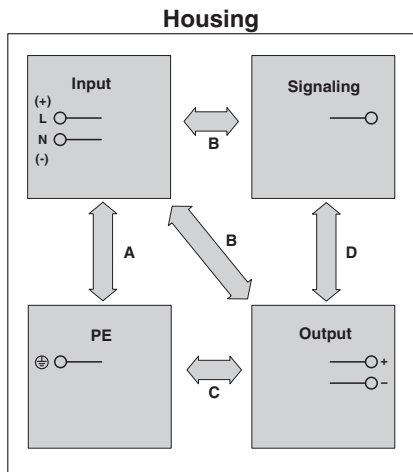 Housing
Input
Signaling
(+)
L
N
(-)
B
A
B
D
PE
Output
+
−
C